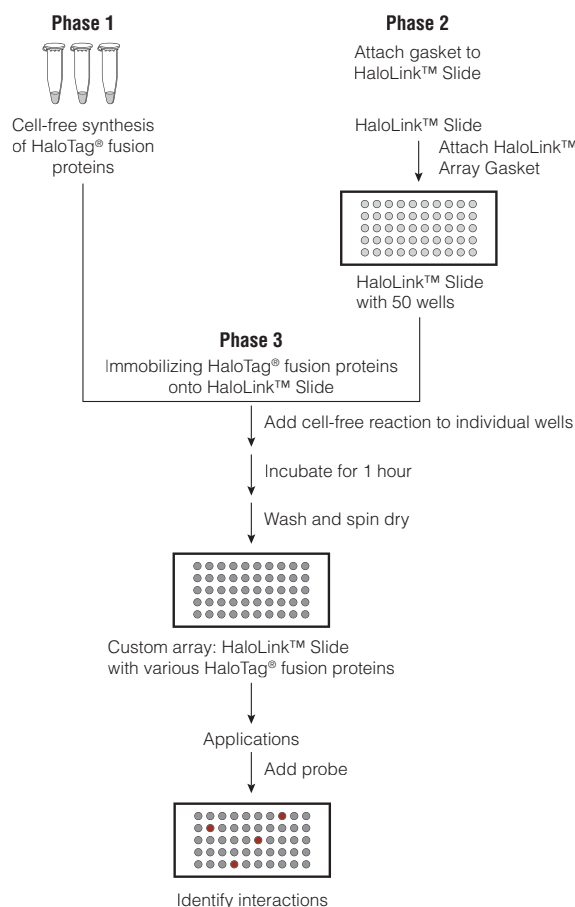 Phase 1
Cell-free synthesis
of HaloTag® fusion
proteins
Phase 2
Attach gasket to
HaloLink™ Slide
HaloLink™ Slide
Attach HaloLink™
Array Gasket
HaloLink™ Slide
with 50 wells
Phase 3
Immobilizing HaloTag® fusion proteins
onto HaloLink™ Slide
Add cell-free reaction to individual wells
Incubate for 1 hour
Wash and spin dry
Custom array: HaloLink™ Slide
with various HaloTag® fusion proteins
Applications
Add probe
Identify interactions